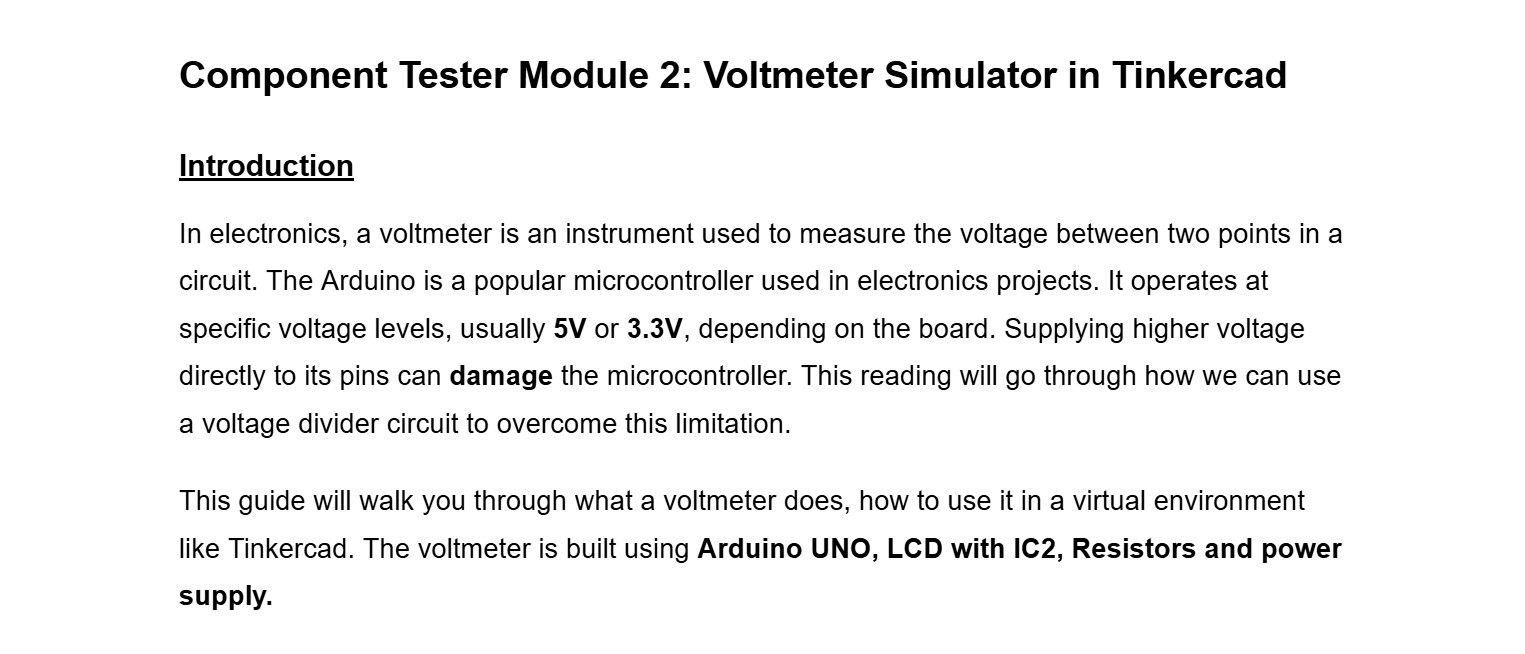 Component Tester Module 2: Voltmeter Simulator in Tinkercad
Introduction
In electronics, a voltmeter is an instrument used to measure the voltage between two points in a
circuit. The Arduino is a popular microcontroller used in electronics projects. It operates at
specific voltage levels, usually 5V or 3.3V, depending on the board. Supplying higher voltage
directly to its pins can damage the microcontroller. This reading will go through how we can use
a voltage divider circuit to overcome this limitation.
This guide will walk you through what a voltmeter does, how to use it in a virtual environment
like Tinkercad. The voltmeter is built using Arduino UNO, LCD with IC2, Resistors and power
supply.